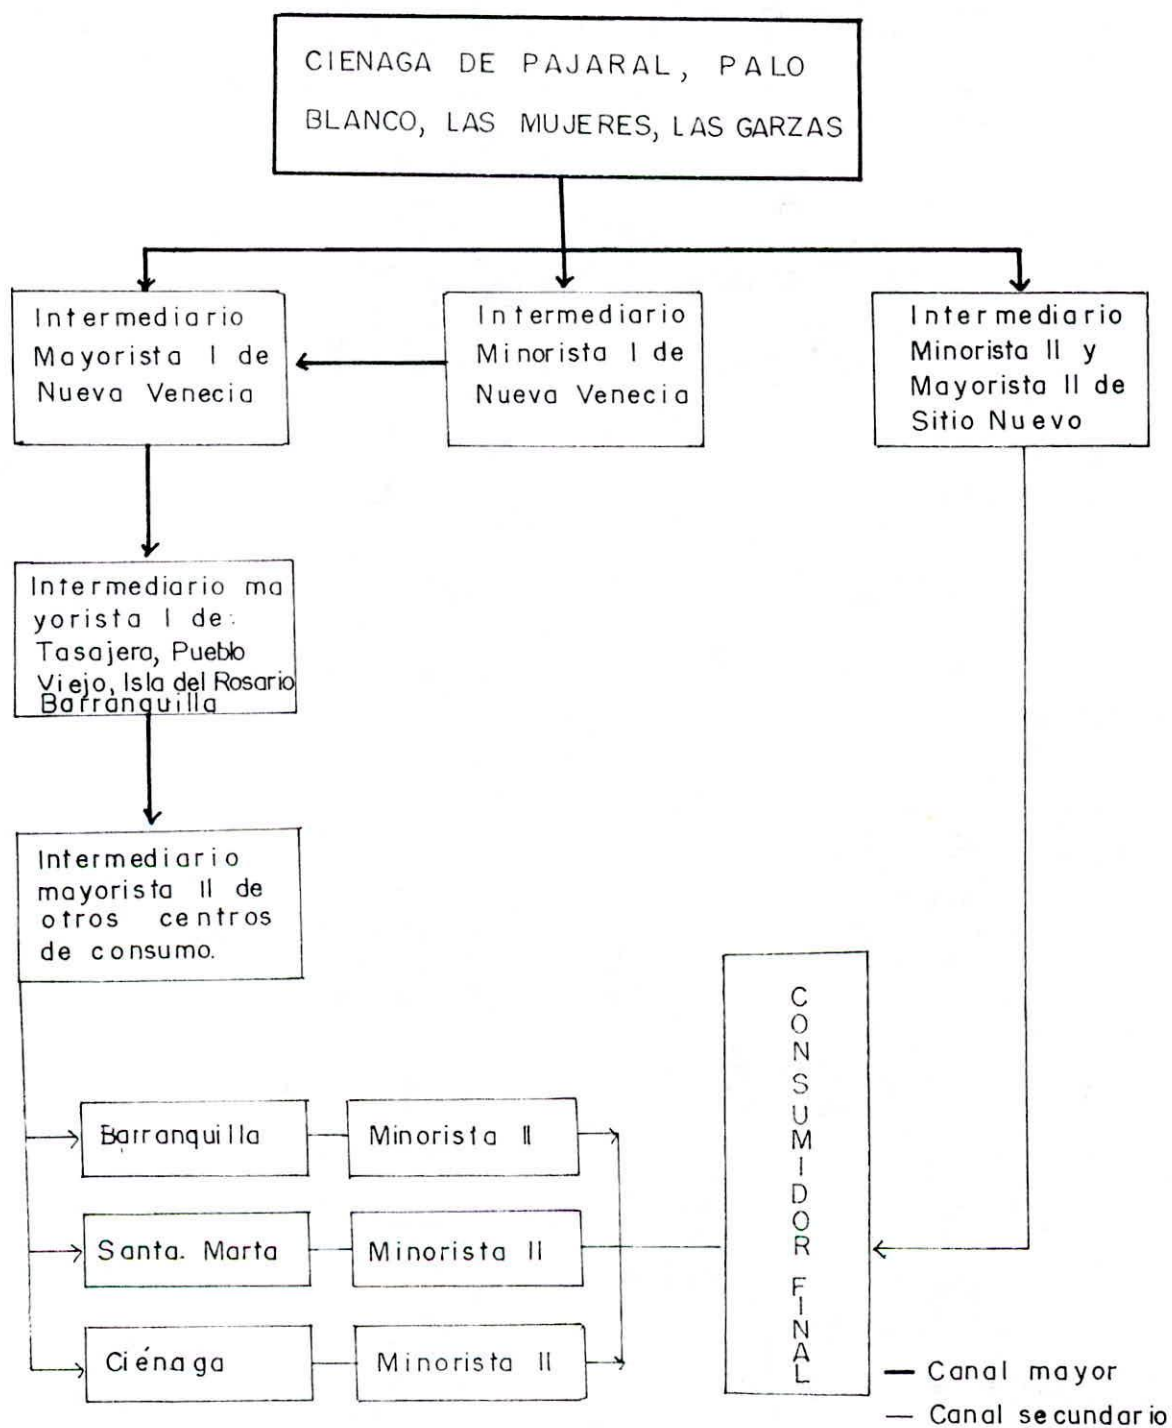 CIENAGA DE PAJARAL, PALO
BLANCO, LAS MUJERES, LAS GARZAS
Intermediario
Mayorista I de
Nueva Venecia
Intermediario
Minorista I de
Nueva Venecia
Intermediario
Minorista II y
Mayorista II de
Sitio Nuevo
Intermediario ma
yorista I de:
Tasajera, Pueblo
Viejo, Isla del Rosario
Barranquilla
Intermediario
mayorista II de
otros centros
de consumo.
Barranquilla
Minorista II
Santa. Marta
Minorista II
Ciénaga
Minorista II
CONSUMIDOR FINAL
— Canal mayor
— Canal secundario